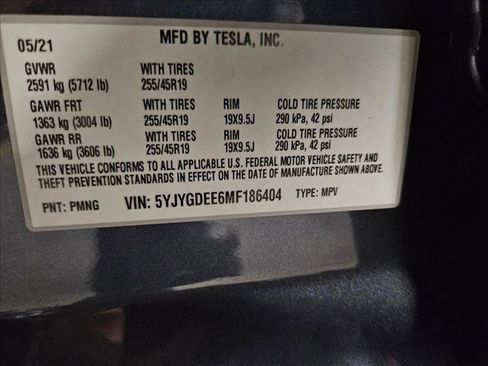 05/21 MFD BY TESLA, INC.
GVWR WITH TIRES
2591 kg (5712 lb) 255/45R19
GAWR FRT WITH TIRES RIM COLD TIRE PRESSURE
1363 kg (3004 lb) 255/45R19 19X9.5J 290 kPa, 42 psi
GAWR RR WITH TIRES RIM COLD TIRE PRESSURE
1636 kg (3606 lb) 255/45R19 19X9.5J 290 kPa, 42 psi
THIS VEHICLE CONFORMS TO ALL APPLICABLE U.S. FEDERAL MOTOR VEHICLE SAFETY AND
THEFT PREVENTION STANDARDS IN EFFECT ON THE DATE OF MANUFACTURE SHOWN ABOVE.
PNT: PMNG VIN: 5YJYGDEE6MF186404 TYPE: MPV